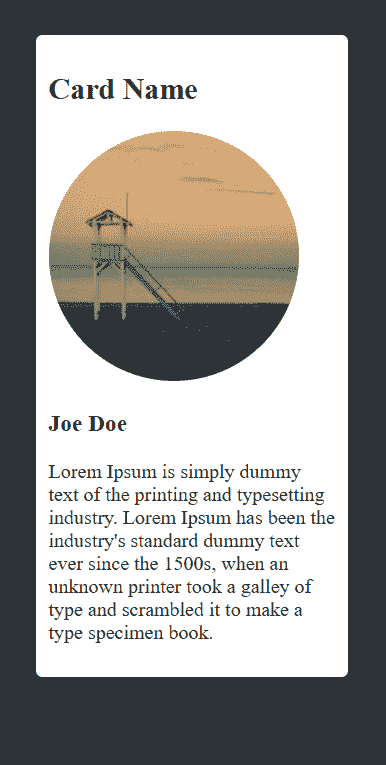 Card Name
Joe Doe
Lorem Ipsum is simply dummy
text of the printing and typesetting
industry. Lorem Ipsum has been the
industry's standard dummy text
ever since the 1500s, when an
unknown printer took a galley of
type and scrambled it to make a
type specimen book.